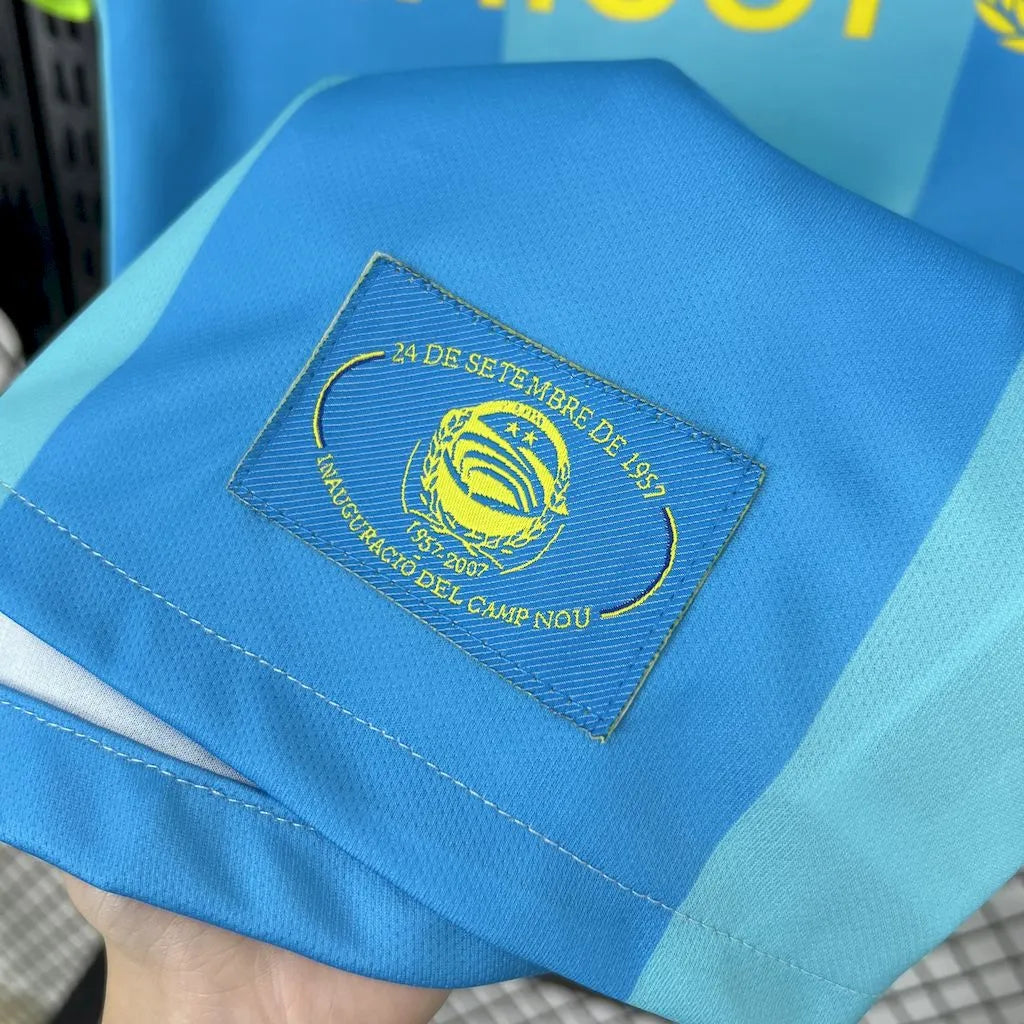 24 DE SETEMBRE DE 1957
1957-2007
INAUGURACIÓ DEL CAMP NOU